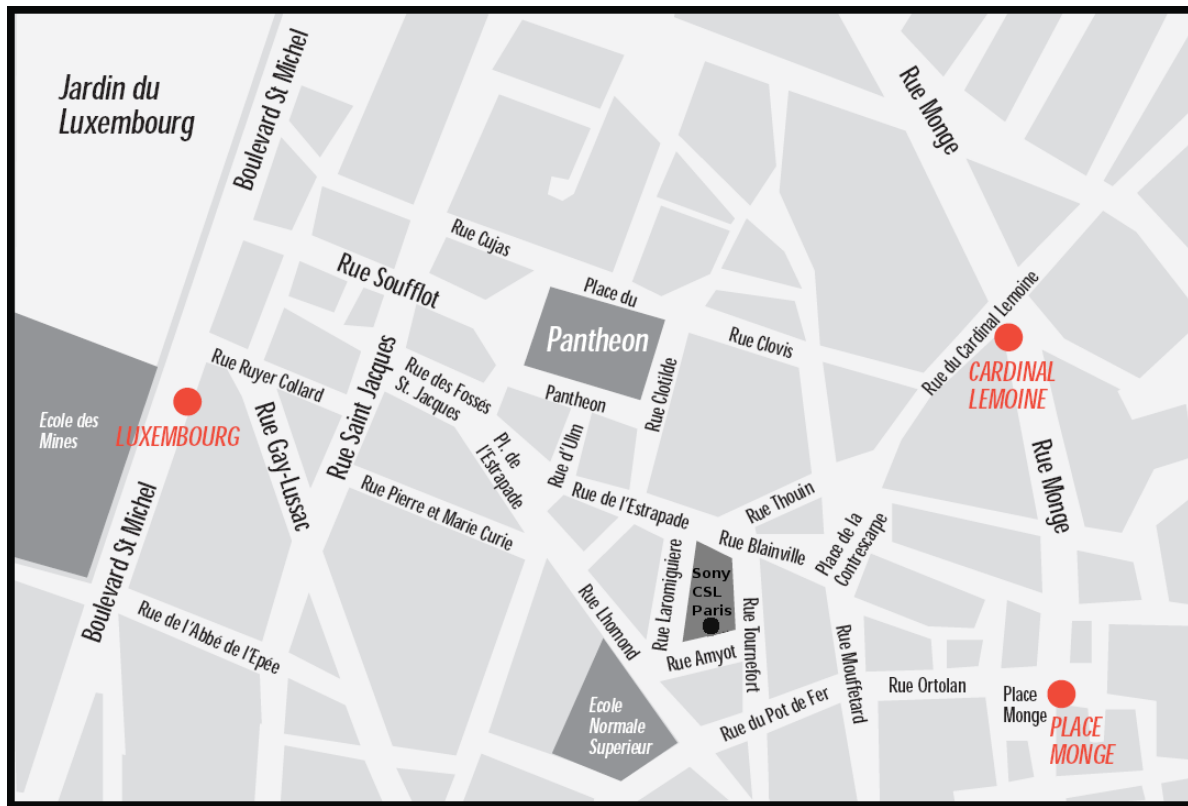 Jardin du
Luxembourg
Boulevard St Michel
Rue Monge
Rue Cujas
Rue Soufflot
Place du
Pantheon
Rue Clovis
Rue du Cardinal Lemoine
CARDINAL
LEMOINE
Rue Ruyer Collard
Rue Saint Jacques
Rue des Fossés
St. Jacques
Pantheon
Rue Clotilde
Ecole des
Mines
LUXEMBOURG
Rue Gay-Lussac
Pl. de
l'Estrapade
Rue d'Ulm
Rue Monge
Rue Pierre et Marie Curie
Rue de l'Estrapade
Rue Thouin
Rue Blainville
Place de la
Contrescarpe
Boulevard St Michel
Rue de l'Abbé de l'Epée
Rue Lhomond
Rue Laromiguiere
Sony
CSL
Paris
Rue Tournefort
Rue Amyot
Rue Mouffetard
Rue Ortolan
Rue du Pot de Fer
Place
Monge
PLACE
MONGE
Ecole
Normale
Superieur